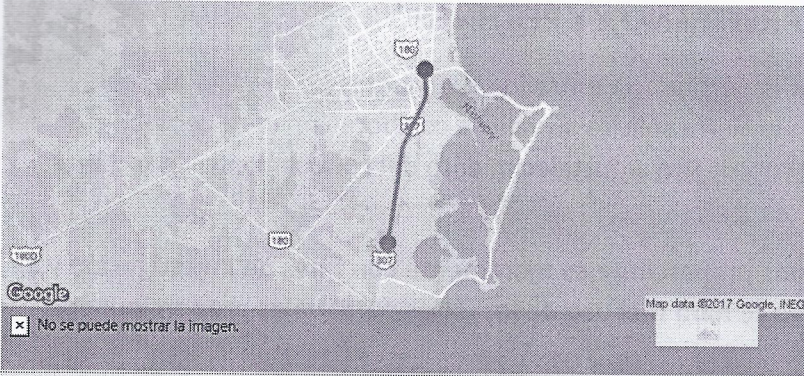 180
307
180
180D
307
Google
Map data ©2017 Google, INEG
No se puede mostrar la imagen.